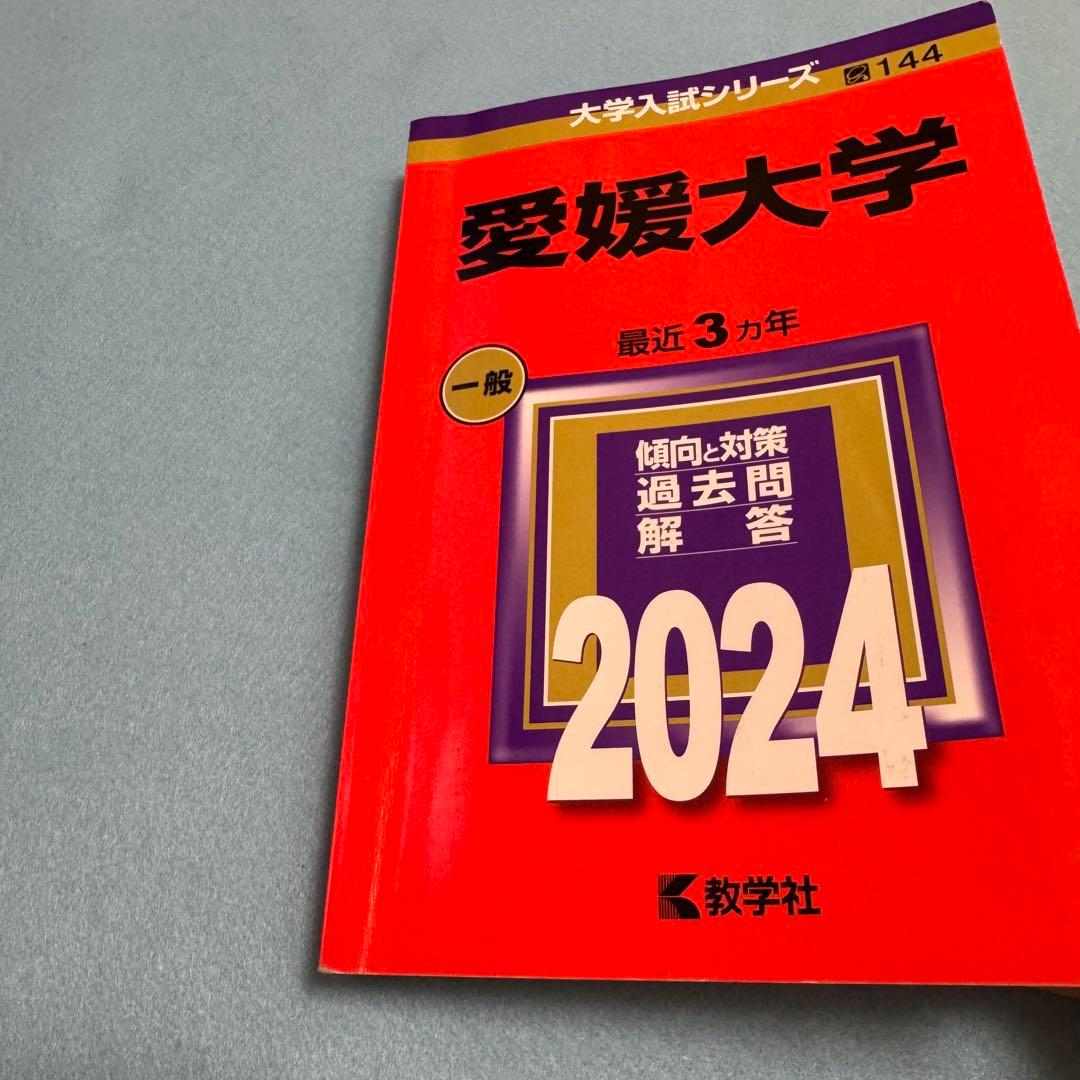 大学入試シリーズ 144
愛媛大学
最近3カ年
一般
傾向と対策
過去問
解答
2024
教学社